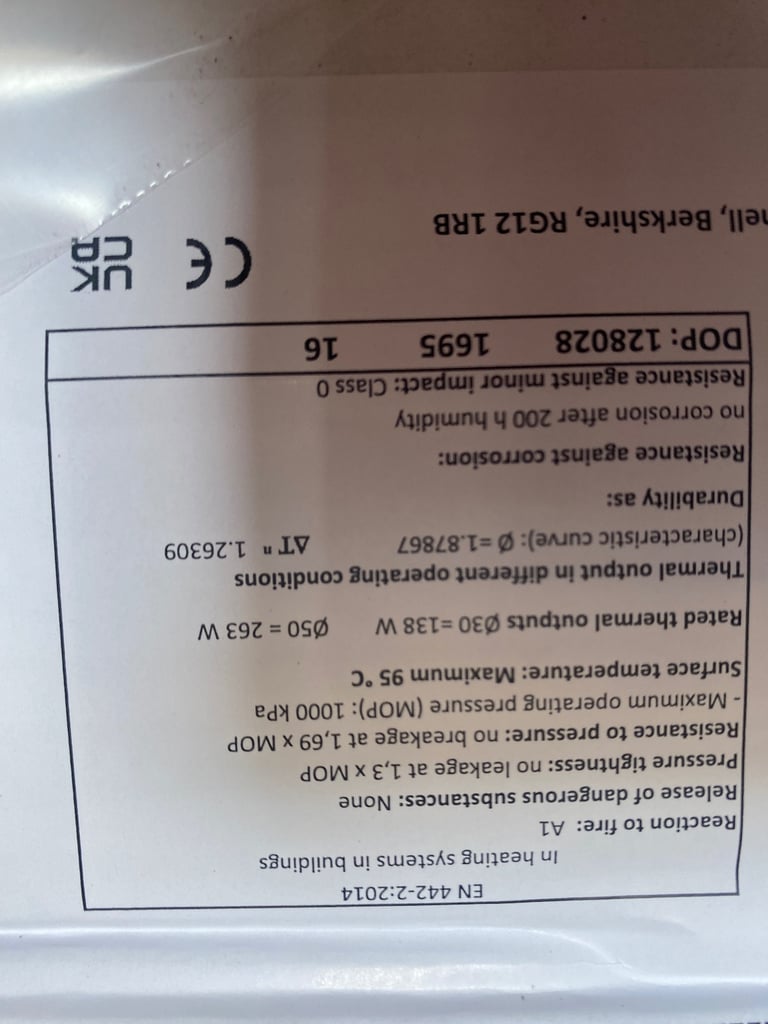 EN 442-2:2014
In heating systems in buildings
Reaction to fire: A1
Release of dangerous substances: None
Pressure tightness: no leakage at 1,3 x MOP
Resistance to pressure: no breakage at 1,69 x MOP
- Maximum operating pressure (MOP): 1000 kPa
Surface temperature: Maximum 95 °C
Rated thermal outputs Ø30 =138 W Ø50 = 263 W
Thermal output in different operating conditions
(characteristic curve): Ø =1.87867 ΔT ⁿ 1.26309
Durability as:
Resistance against corrosion:
no corrosion after 200 h humidity
Resistance against minor impact: Class 0
DOP: 128028 1695 16
CE UK CA
Berkshire, RG12 1RB